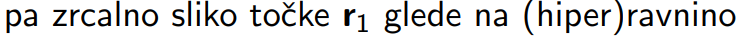 pa zrcalno sliko točke r₁ glede na (hiper)ravnino